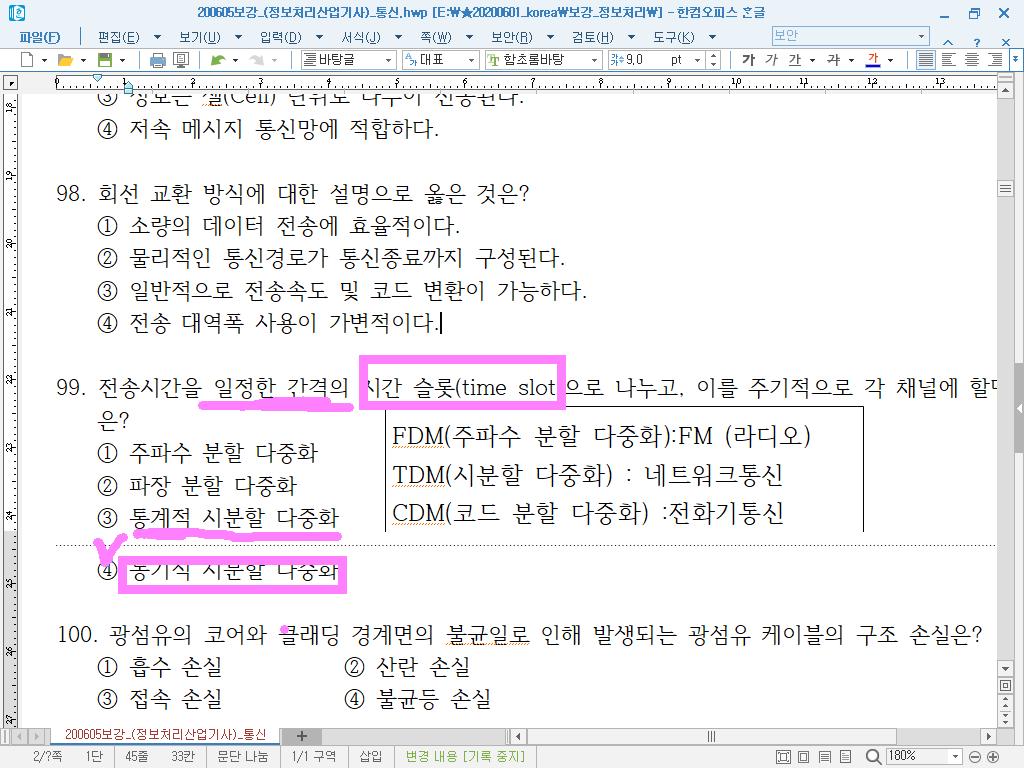 200605보강_(정보처리산업기사)_통신.hwp [E:\★20200601_korea\보강_정보처리\] - 한컴오피스 한글
파일(F) 편집(E) 보기(U) 입력(D) 서식(J) 쪽(W) 보안(R) 검토(H) 도구(K) 보안
바탕글 대표 함초롬바탕 9.0 pt 가 가 가 가 가
③ 정보는 셀(Cell) 단위로 나누어 전송된다.
④ 저속 메시지 통신망에 적합하다.
98. 회선 교환 방식에 대한 설명으로 옳은 것은?
① 소량의 데이터 전송에 효율적이다.
② 물리적인 통신경로가 통신종료까지 구성된다.
③ 일반적으로 전송속도 및 코드 변환이 가능하다.
④ 전송 대역폭 사용이 가변적이다.
99. 전송시간을 일정한 간격의 시간 슬롯(time slot 으로 나누고, 이를 주기적으로 각 채널에 할
은?
FDM(주파수 분할 다중화):FM (라디오)
① 주파수 분할 다중화
TDM(시분할 다중화) : 네트워크통신
② 파장 분할 다중화
CDM(코드 분할 다중화) :전화기통신
③ 통계적 시분할 다중화
④ 동기적 시분할 다중화
100. 광섬유의 코어와 클래딩 경계면의 불균일로 인해 발생되는 광섬유 케이블의 구조 손실은?
① 흡수 손실 ② 산란 손실
③ 접속 손실 ④ 불균등 손실
200605보강_(정보처리산업기사)_통신
2/?쪽 1단 45줄 33칸 문단 나눔 1/1 구역 삽입 변경 내용 [기록 중지] 180%